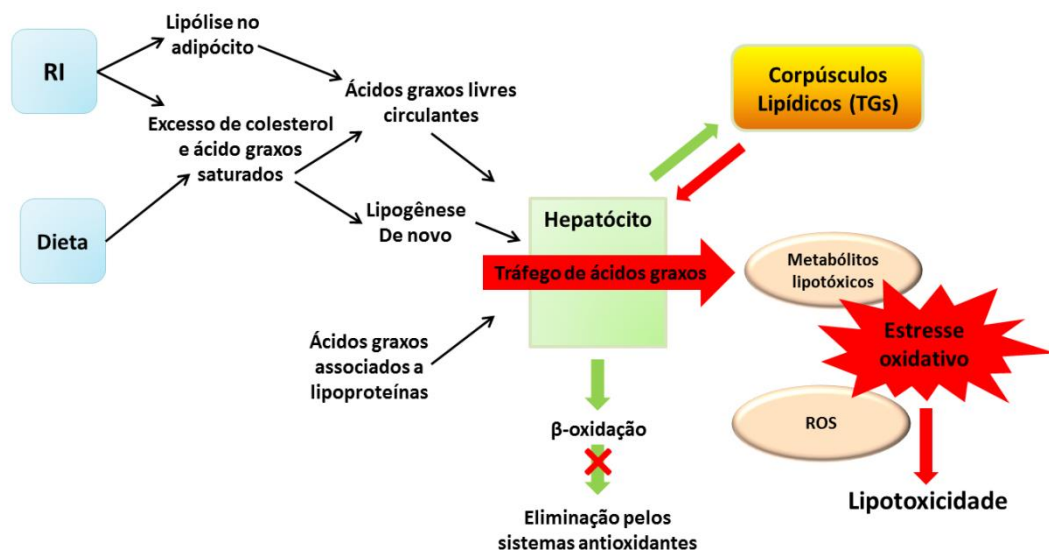 RI
Lipólise no
adipócito
Ácidos graxos livres
circulantes
Excesso de colesterol
e ácido graxos
saturados
Dieta
Lipogênese
De novo
Ácidos graxos
associados a
lipoproteínas
Hepatócito
Tráfego de ácidos graxos
Corpúsculos
Lipídicos (TGs)
Metabólitos
lipotóxicos
Estresse
oxidativo
ROS
Lipotoxicidade
β-oxidação
Eliminação pelos
sistemas antioxidantes